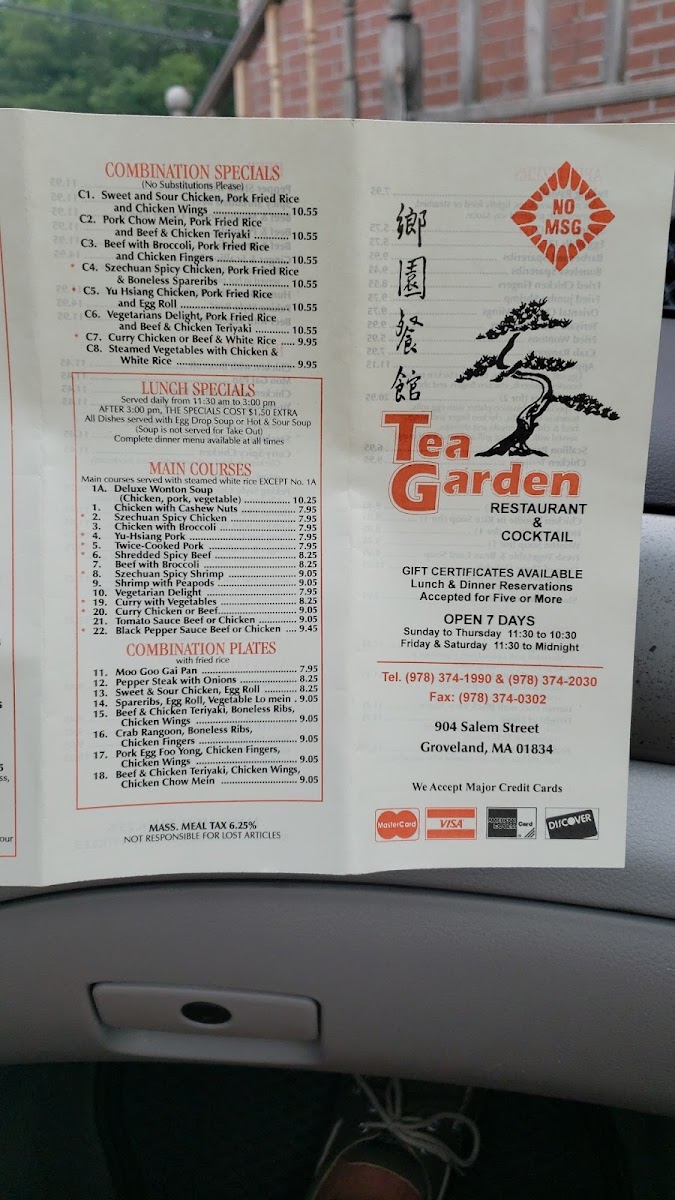 COMBINATION SPECIALS
(No Substitutions Please)
C1. Sweet and Sour Chicken, Pork Fried Rice
and Chicken Wings 10.55
C2. Pork Chow Mein, Pork Fried Rice
and Beef & Chicken Teriyaki 10.55
C3. Beef with Broccoli, Pork Fried Rice
and Chicken Fingers 10.55
* C4. Szechuan Spicy Chicken, Pork Fried Rice
& Boneless Spareribs 10.55
* C5. Yu Hsiang Chicken, Pork Fried Rice
and Egg Roll 10.55
C6. Vegetarians Delight, Pork Fried Rice
and Beef & Chicken Teriyaki 10.55
* C7. Curry Chicken or Beef & White Rice 9.95
C8. Steamed Vegetables with Chicken &
White Rice 9.95
LUNCH SPECIALS
Served daily from 11:30 am to 3:00 pm
AFTER 3:00 pm, THE SPECIALS COST $1.50 EXTRA
All Dishes served with Egg Drop Soup or Hot & Sour Soup
(Soup is not served for Take Out)
Complete dinner menu available at all times
MAIN COURSES
Main courses served with steamed white rice EXCEPT No. 1A
1A. Deluxe Wonton Soup
(Chicken, pork, vegetable) 10.25
1. Chicken with Cashew Nuts 7.95
* 2. Szechuan Spicy Chicken 7.95
3. Chicken with Broccoli 7.95
* 4. Yu-Hsiang Pork 7.95
* 5. Twice-Cooked Pork 7.95
* 6. Shredded Spicy Beef 8.25
7. Beef with Broccoli 8.25
* 8. Szechuan Spicy Shrimp 9.05
9. Shrimp with Peapods 9.05
10. Vegetarian Delight 7.95
* 19. Curry with Vegetables 8.25
* 20. Curry Chicken or Beef 9.05
21. Tomato Sauce Beef or Chicken 9.05
* 22. Black Pepper Sauce Beef or Chicken 9.45
COMBINATION PLATES
with fried rice
11. Moo Goo Gai Pan 7.95
12. Pepper Steak with Onions 8.25
13. Sweet & Sour Chicken, Egg Roll 8.25
14. Spareribs, Egg Roll, Vegetable Lo mein 9.05
15. Beef & Chicken Teriyaki, Boneless Ribs,
Chicken Wings 9.05
16. Crab Rangoon, Boneless Ribs,
Chicken Fingers 9.05
17. Pork Egg Foo Yong, Chicken Fingers,
Chicken Wings 9.05
18. Beef & Chicken Teriyaki, Chicken Wings,
Chicken Chow Mein 9.05
MASS. MEAL TAX 6.25%
NOT RESPONSIBLE FOR LOST ARTICLES
NO
MSG
鄉園餐館
Tea
Garden
RESTAURANT
&
COCKTAIL
GIFT CERTIFICATES AVAILABLE
Lunch & Dinner Reservations
Accepted for Five or More
OPEN 7 DAYS
Sunday to Thursday 11:30 to 10:30
Friday & Saturday 11:30 to Midnight
Tel. (978) 374-1990 & (978) 374-2030
Fax: (978) 374-0302
904 Salem Street
Groveland, MA 01834
We Accept Major Credit Cards
MasterCard
VISA
AMERICAN EXPRESS Card
DISCOVER